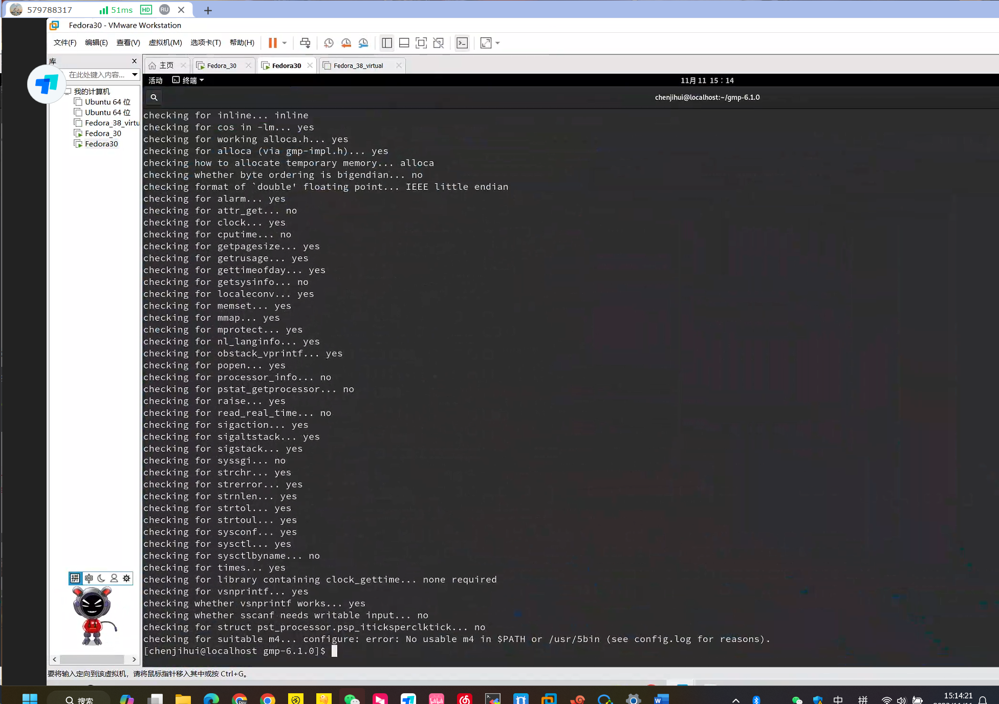 579788317
51ms
HD
RU
Fedora30 - VMware Workstation
文件(F) 编辑(E) 查看(V) 虚拟机(M) 选项卡(T) 帮助(H)
库
主页
Fedora_30
Fedora30
Fedora_38_virtual
在此处键入内容...
我的计算机
Ubuntu 64 位
Ubuntu 64 位
Fedora_38_virtu
Fedora_30
Fedora30
活动 终端 11月 11 15：14
chenjihui@localhost:~/gmp-6.1.0
checking for inline... inline
checking for cos in -lm... yes
checking for working alloca.h... yes
checking for alloca (via gmp-impl.h)... yes
checking how to allocate temporary memory... alloca
checking whether byte ordering is bigendian... no
checking format of `double' floating point... IEEE little endian
checking for alarm... yes
checking for attr_get... no
checking for clock... yes
checking for cputime... no
checking for getpagesize... yes
checking for getrusage... yes
checking for gettimeofday... yes
checking for getsysinfo... no
checking for localeconv... yes
checking for memset... yes
checking for mmap... yes
checking for mprotect... yes
checking for nl_langinfo... yes
checking for obstack_vprintf... yes
checking for popen... yes
checking for processor_info... no
checking for pstat_getprocessor... no
checking for raise... yes
checking for read_real_time... no
checking for sigaction... yes
checking for sigaltstack... yes
checking for sigstack... yes
checking for syssgi... no
checking for strchr... yes
checking for strerror... yes
checking for strnlen... yes
checking for strtol... yes
checking for strtoul... yes
checking for sysconf... yes
checking for sysctl... yes
checking for sysctlbyname... no
checking for times... yes
checking for library containing clock_gettime... none required
checking for vsnprintf... yes
checking whether vsnprintf works... yes
checking whether sscanf needs writable input... no
checking for struct pst_processor.psp_iticksperclktick... no
checking for suitable m4... configure: error: No usable m4 in $PATH or /usr/5bin (see config.log for reasons).
[chenjihui@localhost gmp-6.1.0]$
拼 中
要将输入定向到该虚拟机，请将鼠标指针移入其中或按 Ctrl+G。
搜索
中 拼
15:14:21